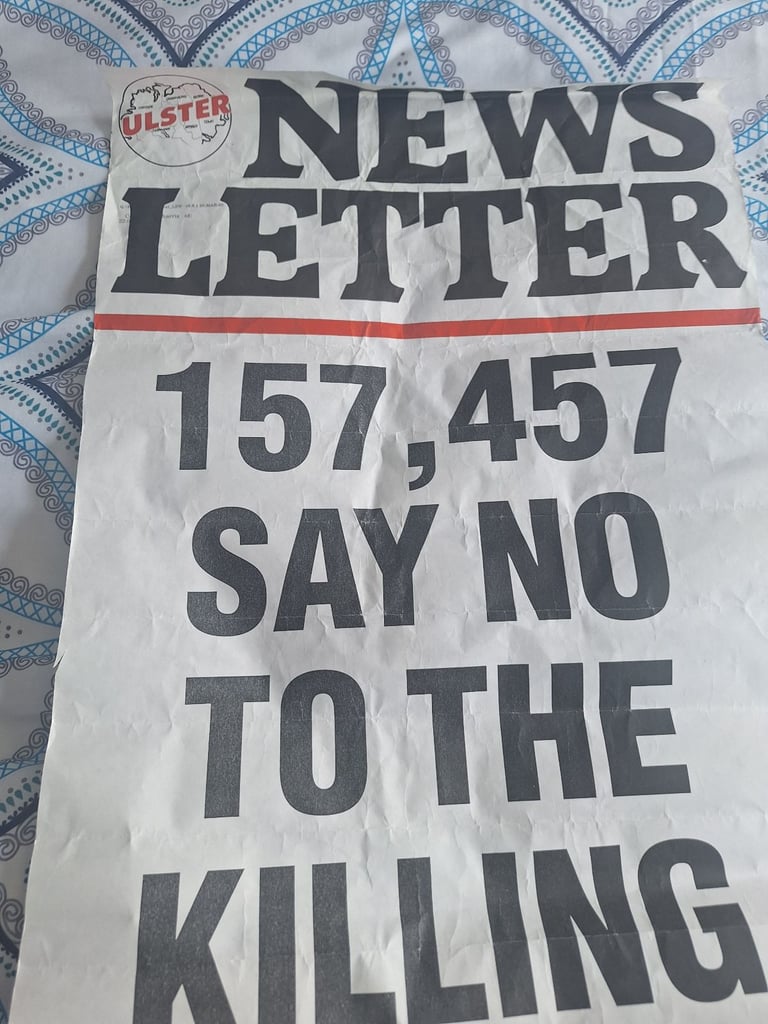 ULSTER
NEWS
LETTER
157,457
SAY NO
TO THE
KILLING